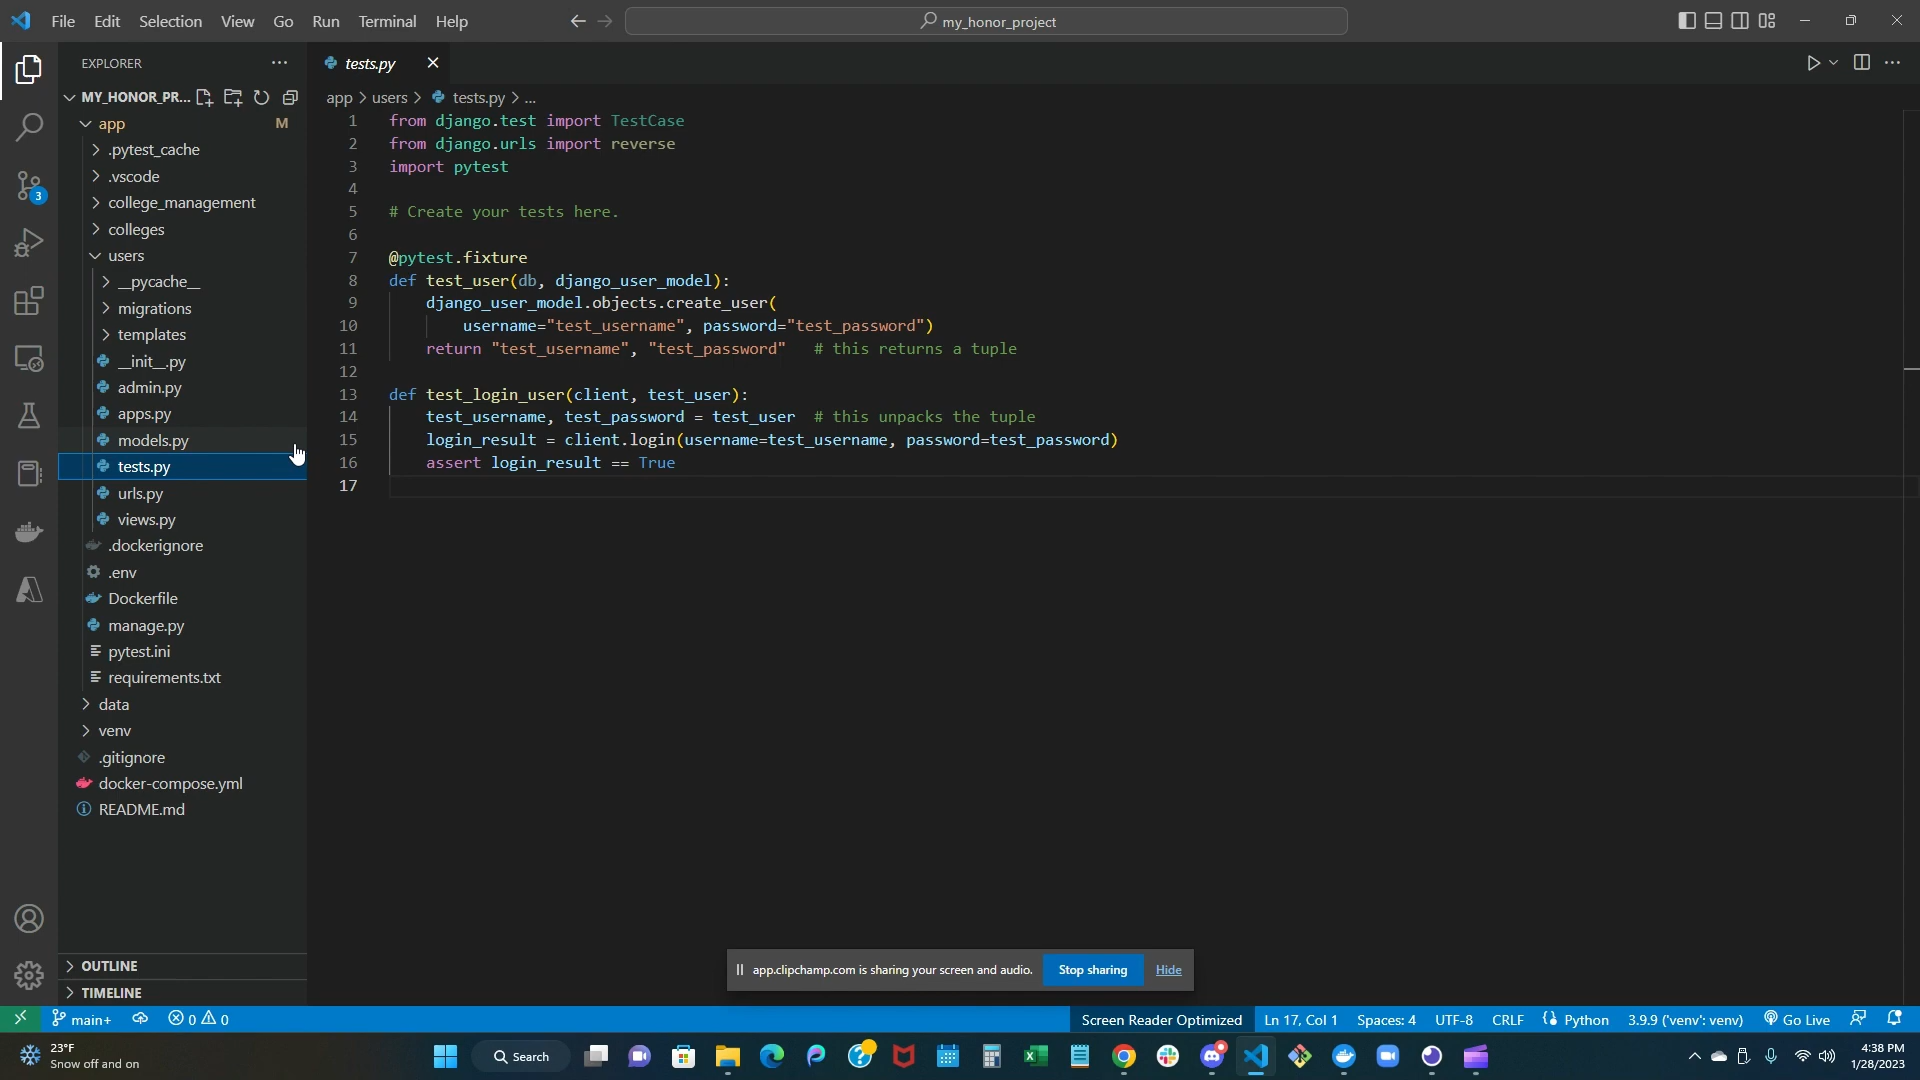 File Edit Selection View Go Run Terminal Help
my_honor_project
EXPLORER
tests.py
MY_HONOR_PR...
app > users > tests.py > ...
app M
.pytest_cache
.vscode
college_management
colleges
users
__pycache__
migrations
templates
__init__.py
admin.py
apps.py
models.py
tests.py
urls.py
views.py
.dockerignore
.env
Dockerfile
manage.py
pytest.ini
requirements.txt
data
venv
.gitignore
docker-compose.yml
README.md
OUTLINE
TIMELINE
1 from django.test import TestCase
2 from django.urls import reverse
3 import pytest
4
5 # Create your tests here.
6
7 @pytest.fixture
8 def test_user(db, django_user_model):
9 django_user_model.objects.create_user(
10 username="test_username", password="test_password")
11 return "test_username", "test_password" # this returns a tuple
12
13 def test_login_user(client, test_user):
14 test_username, test_password = test_user # this unpacks the tuple
15 login_result = client.login(username=test_username, password=test_password)
16 assert login_result == True
17
3
app.clipchamp.com is sharing your screen and audio. Stop sharing Hide
main+ 0 0 Screen Reader Optimized Ln 17, Col 1 Spaces: 4 UTF-8 CRLF Python 3.9.9 ('venv': venv) Go Live
23°F
Snow off and on
Search
4:38 PM
1/28/2023